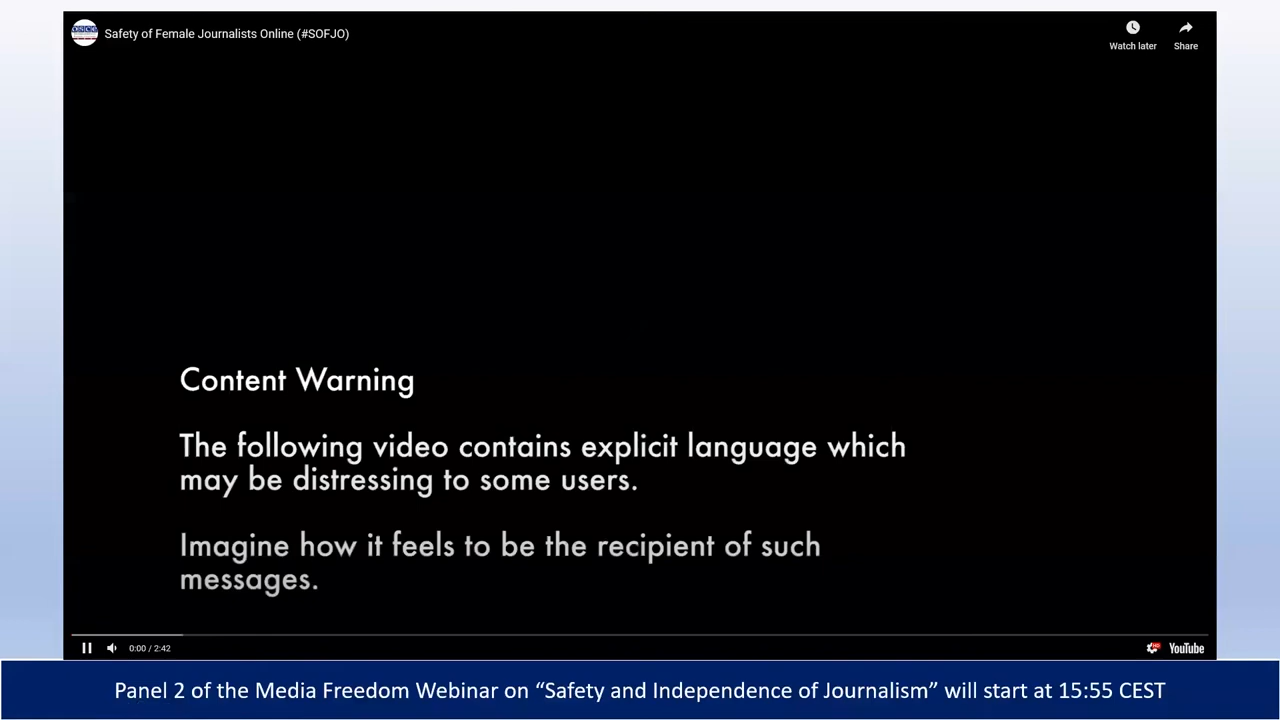 OSCE
Safety of Female Journalists Online (#SOFJO)
Watch later
Share
Content Warning
The following video contains explicit language which
may be distressing to some users.
Imagine how it feels to be the recipient of such
messages.
0:00 / 2:42
HD
YouTube
Panel 2 of the Media Freedom Webinar on “Safety and Independence of Journalism” will start at 15:55 CEST